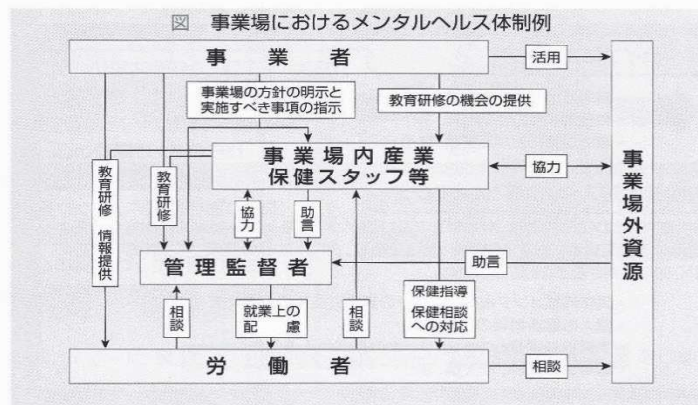 図 事業場におけるメンタルヘルス体制例
事業者
活用
事業場の方針の明示と
実施すべき事項の指示
教育研修の機会の提供
事業場内産業
保健スタッフ等
協力
事業場外資源
教育研修 情報提供
教育研修
協力
助言
管理監督者
助言
相談
就業上の
配慮
相談
保健指導
保健相談
への対応
労働者
相談